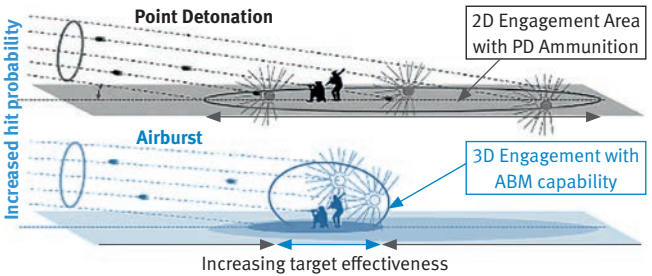 Increased hit probability
Point Detonation
2D Engagement Area
with PD Ammunition
Airburst
3D Engagement with
ABM capability
Increasing target effectiveness